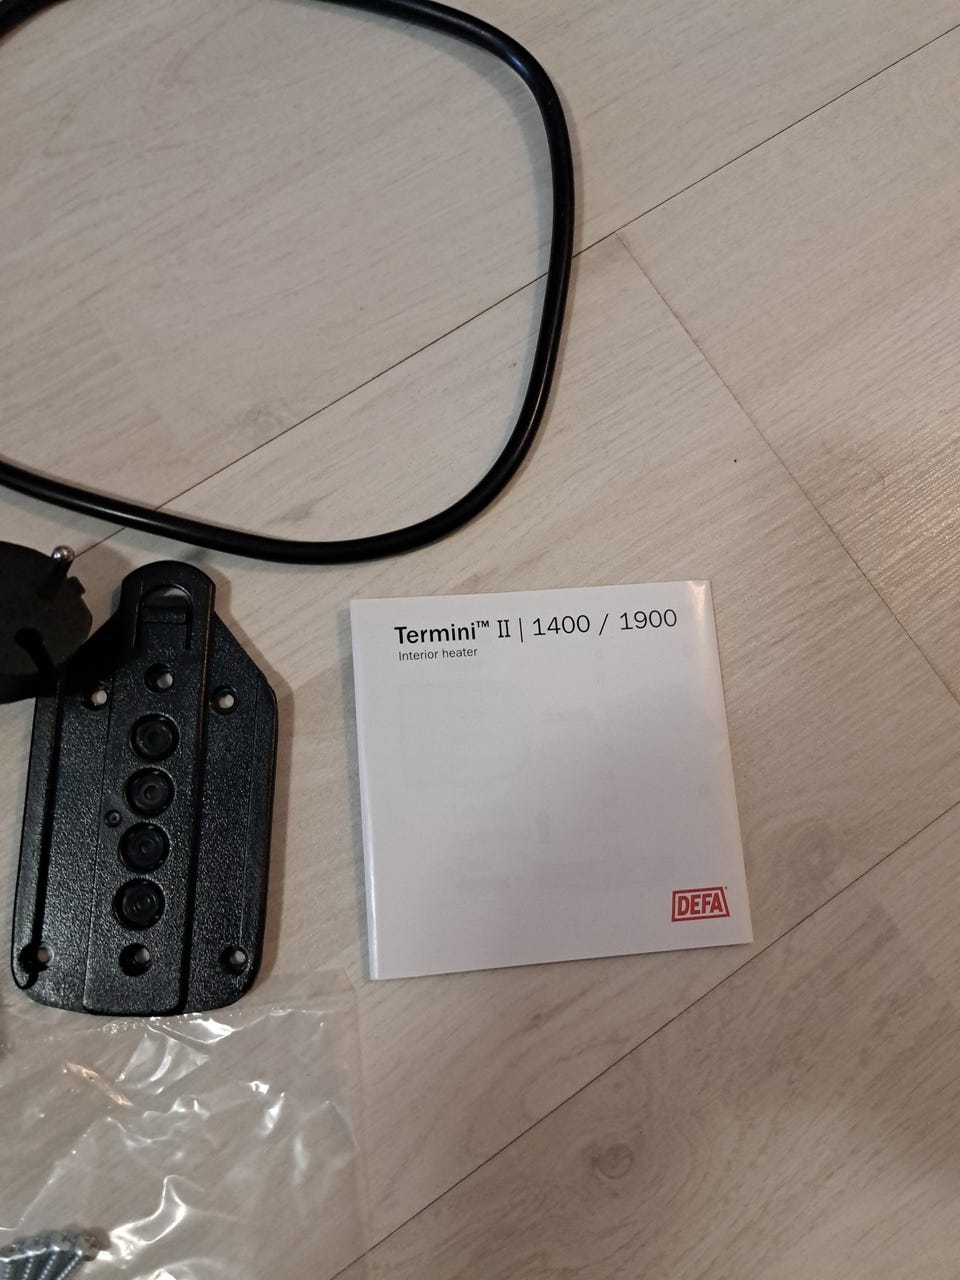 Termini™ II | 1400 / 1900
Interior heater
DEFA